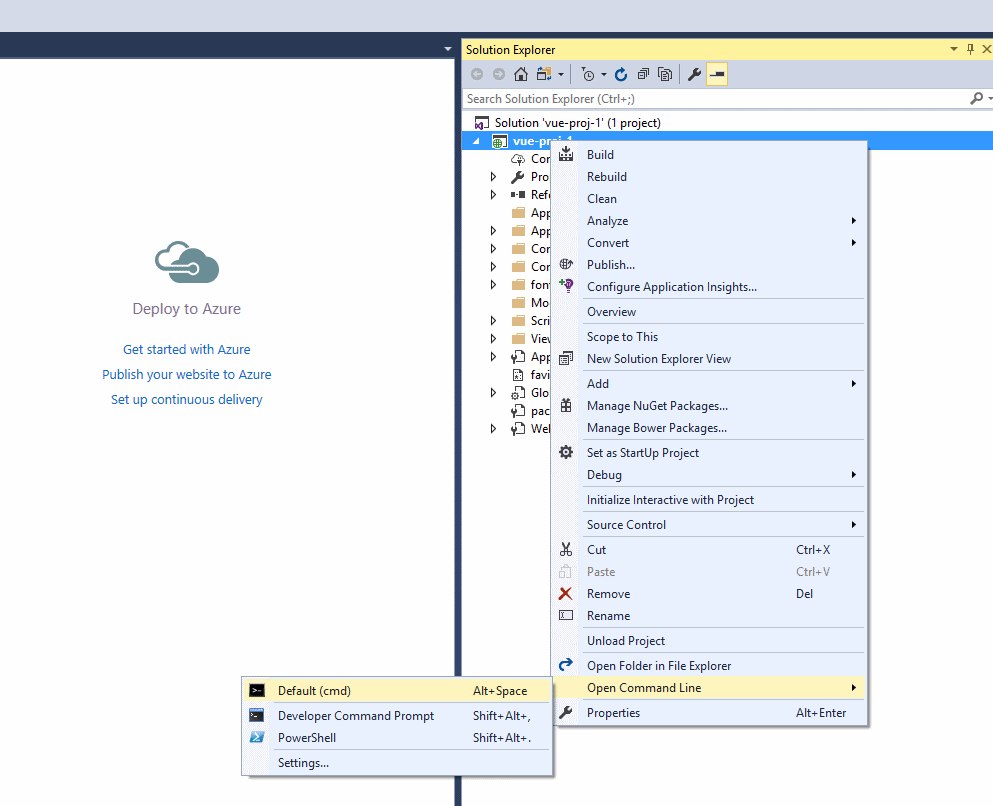 Solution Explorer
Search Solution Explorer (Ctrl+;)
Solution 'vue-proj-1' (1 project)
vue-proj-1
Deploy to Azure
Get started with Azure
Publish your website to Azure
Set up continuous delivery
Con
Pro
Refe
App
App
Con
Con
font
Mo
Scri
View
App
favi
Glo
pac
Web
Build
Rebuild
Clean
Analyze
Convert
Publish...
Configure Application Insights...
Overview
Scope to This
New Solution Explorer View
Add
Manage NuGet Packages...
Manage Bower Packages...
Set as StartUp Project
Debug
Initialize Interactive with Project
Source Control
Cut Ctrl+X
Paste Ctrl+V
Remove Del
Rename
Unload Project
Open Folder in File Explorer
Open Command Line
Properties Alt+Enter
Default (cmd) Alt+Space
Developer Command Prompt Shift+Alt+,
PowerShell Shift+Alt+.
Settings...